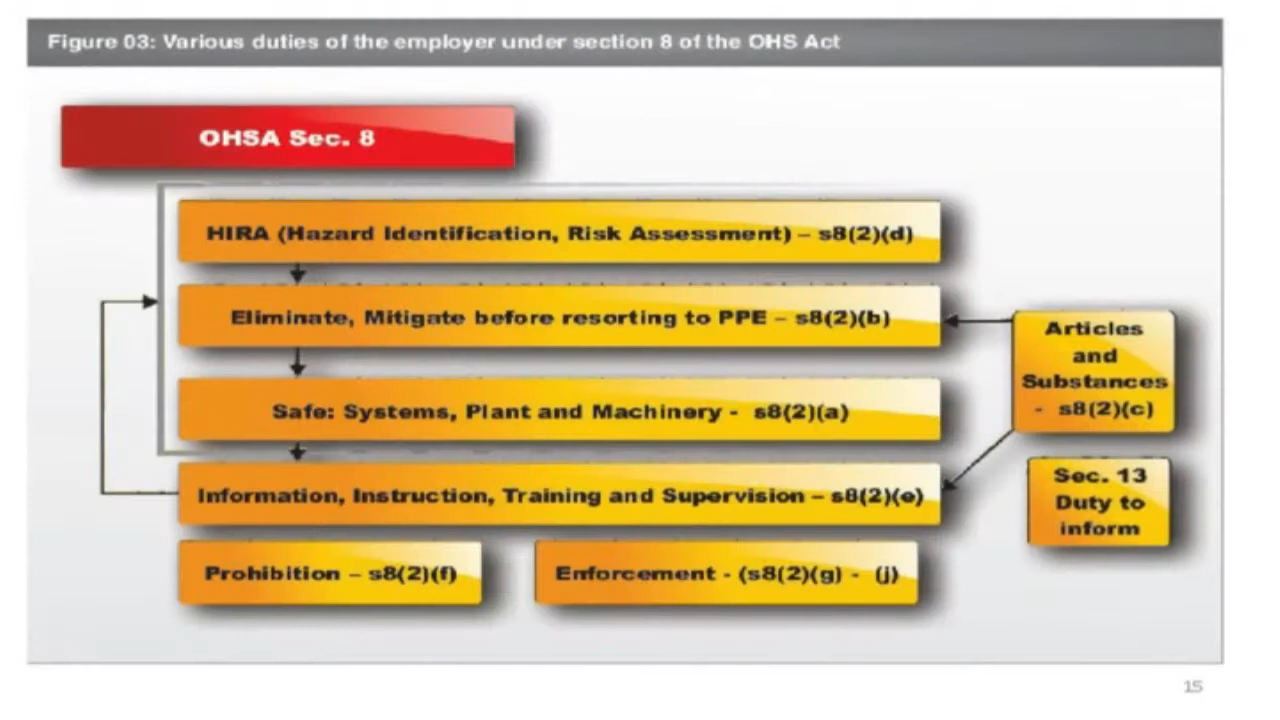 Figure 03: Various duties of the employer under section 8 of the OHS Act
OHSA Sec. 8
HIRA (Hazard Identification, Risk Assessment) – s8(2)(d)
Eliminate, Mitigate before resorting to PPE – s8(2)(b)
Safe: Systems, Plant and Machinery - s8(2)(a)
Information, Instruction, Training and Supervision – s8(2)(e)
Prohibition – s8(2)(f)
Enforcement - (s8(2)(g) - (j)
Articles
and
Substances
- s8(2)(c)
Sec. 13
Duty to
inform
15